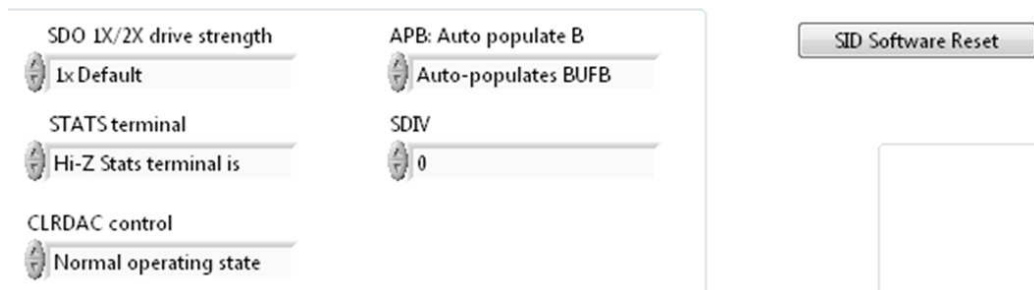 SDO 1X/2X drive strength
1x Default
STATS terminal
Hi-Z Stats terminal is
CLRDAC control
Normal operating state
APB: Auto populate B
Auto-populates BUFB
SDIV
0
SID Software Reset